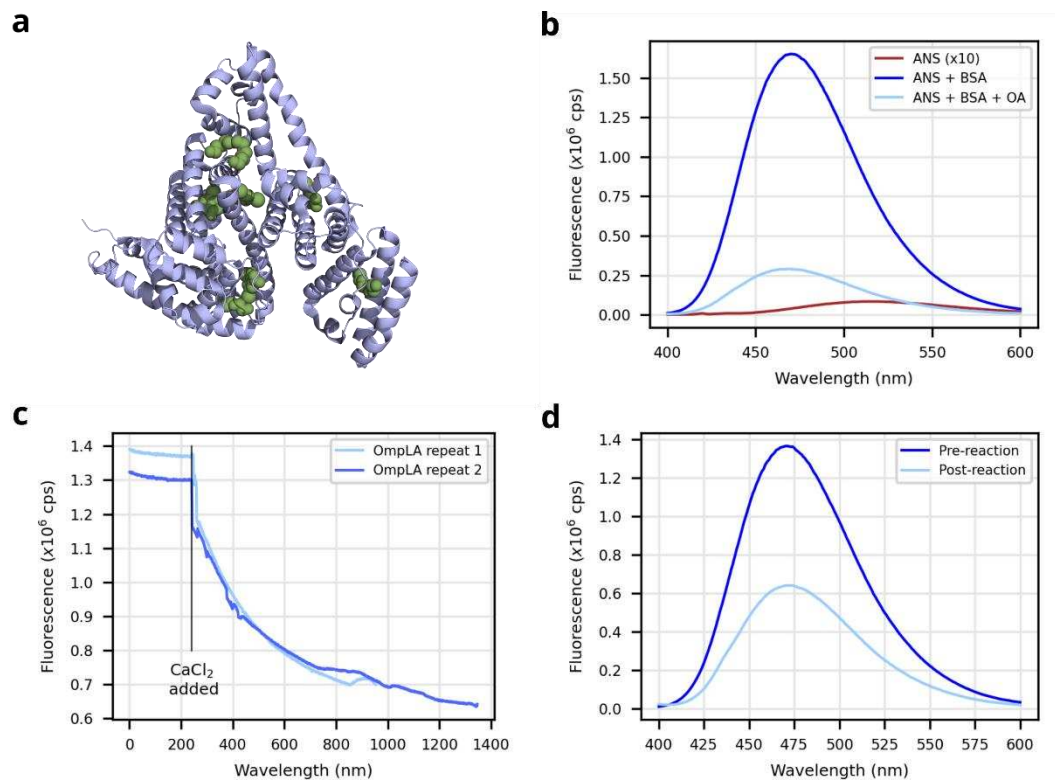 a
b
Fluorescence (x10⁶ cps)
1.50
1.25
1.00
0.75
0.50
0.25
0.00
ANS (x10)
ANS + BSA
ANS + BSA + OA
400
450
500
550
600
Wavelength (nm)
c
Fluorescence (x10⁶ cps)
1.4
1.3
1.2
1.1
1.0
0.9
0.8
0.7
0.6
OmpLA repeat 1
OmpLA repeat 2
CaCl₂
added
0
200
400
600
800
1000
1200
1400
Wavelength (nm)
d
Fluorescence (x10⁶ cps)
1.4
1.2
1.0
0.8
0.6
0.4
0.2
0.0
Pre-reaction
Post-reaction
400
425
450
475
500
525
550
575
600
Wavelength (nm)